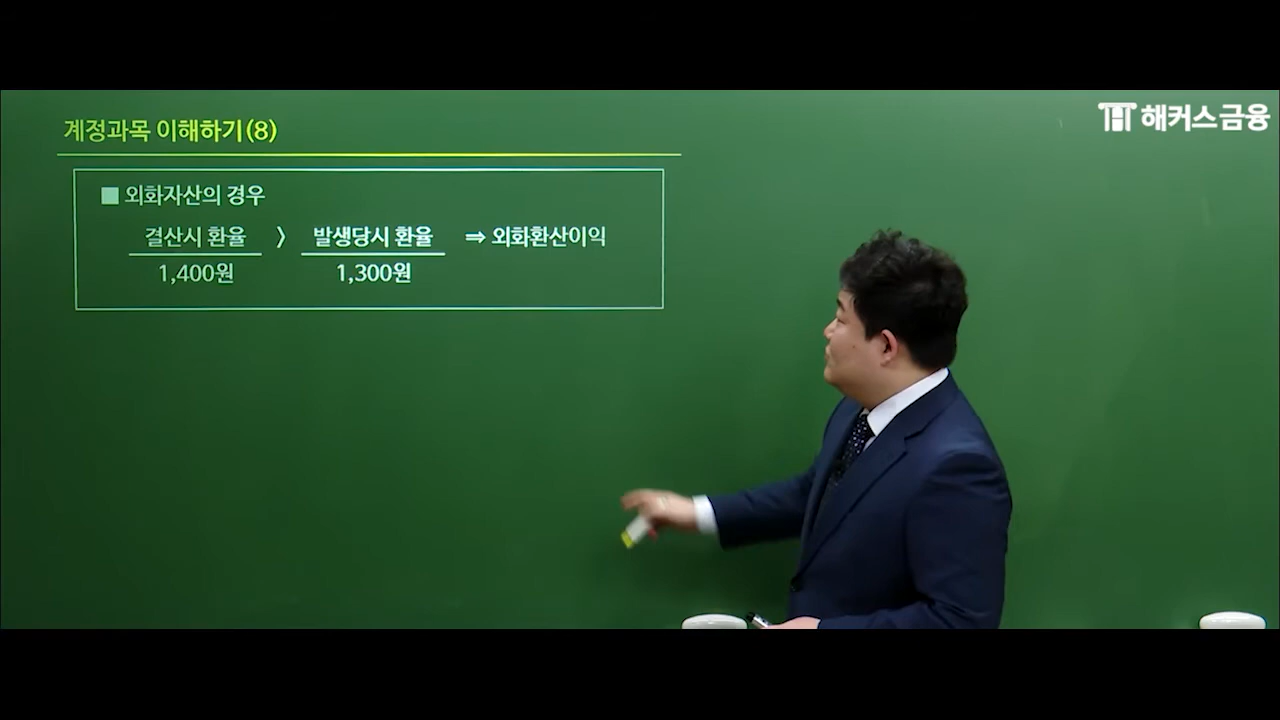 계정과목 이해하기(8)
해커스금융
■ 외화자산의 경우
결산시 환율 > 발생당시 환율 ⇒ 외화환산이익
1,400원 1,300원